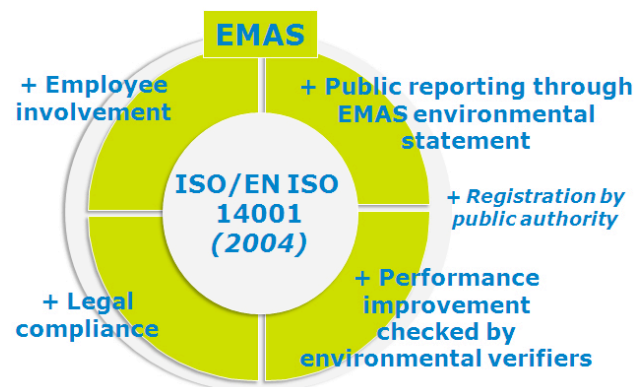 EMAS
+ Employee
involvement
+ Public reporting through
EMAS environmental
statement
ISO/EN ISO
14001
(2004)
+ Registration by
public authority
+ Legal
compliance
+ Performance
improvement
checked by
environmental verifiers